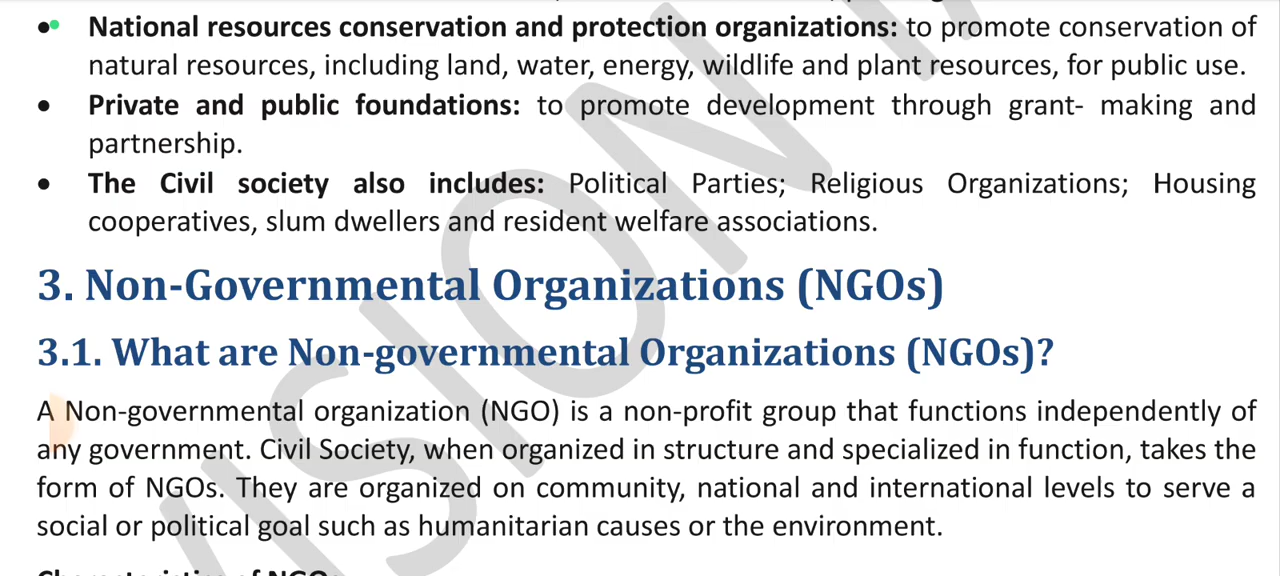 • National resources conservation and protection organizations: to promote conservation of
natural resources, including land, water, energy, wildlife and plant resources, for public use.
• Private and public foundations: to promote development through grant- making and
partnership.
• The Civil society also includes: Political Parties; Religious Organizations; Housing
cooperatives, slum dwellers and resident welfare associations.
3. Non-Governmental Organizations (NGOs)
3.1. What are Non-governmental Organizations (NGOs)?
A Non-governmental organization (NGO) is a non-profit group that functions independently of
any government. Civil Society, when organized in structure and specialized in function, takes the
form of NGOs. They are organized on community, national and international levels to serve a
social or political goal such as humanitarian causes or the environment.